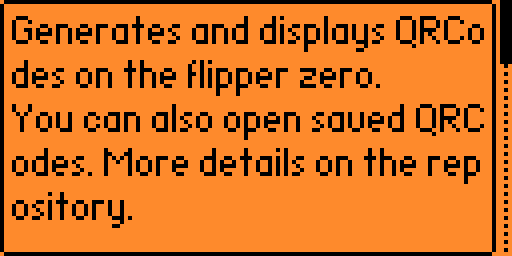 Generates and displays QRCo
des on the flipper zero.
You can also open saved QRC
odes. More details on the rep
ository.